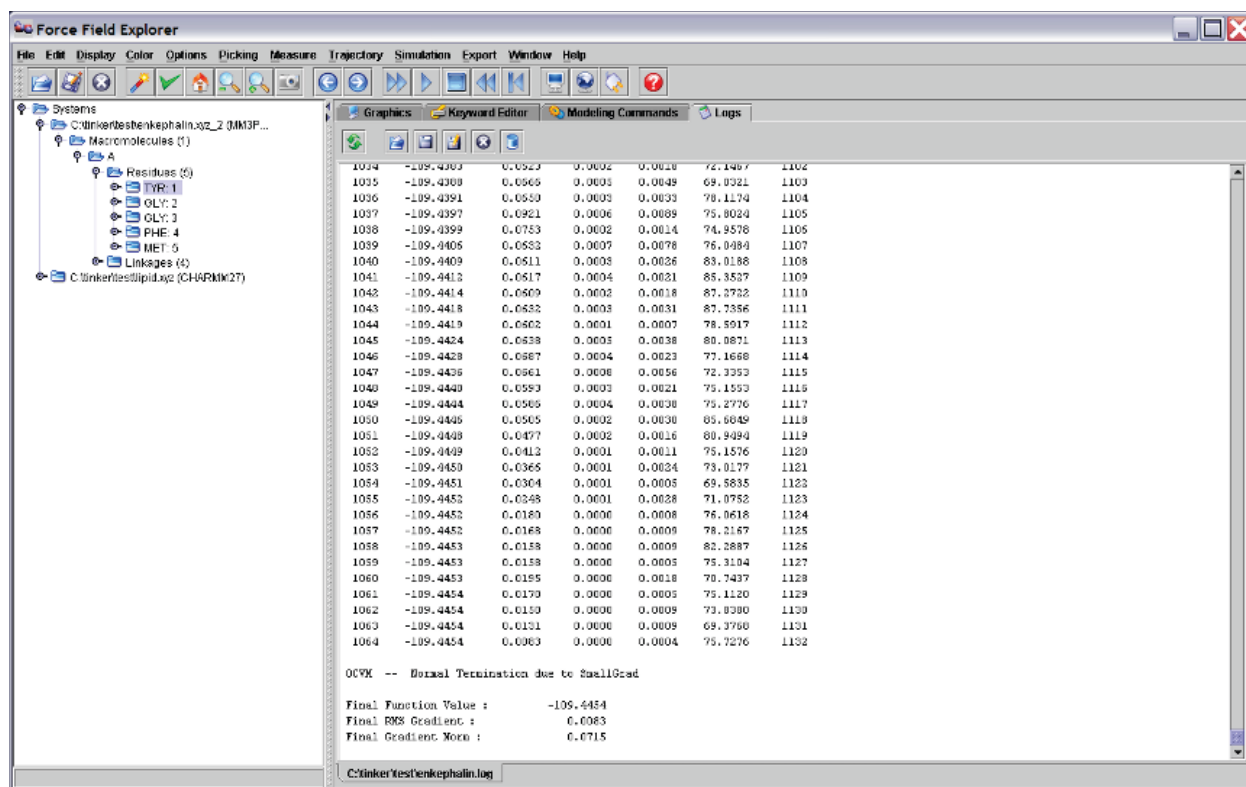 Force Field Explorer
File Edit Display Color Options Picking Measure Trajectory Simulation Export Window Help
Systems
C:\tinker\test\enkephalin.xyz_2 (MM3P...
Macromolecules (1)
A
Residues (5)
TYR: 1
GLY: 2
GLY: 3
PHE: 4
MET: 5
Linkages (4)
C:\tinker\test\lipid.xyz (CHARMM27)
Graphics Keyword Editor Modeling Commands Logs
1034 -109.4383 0.0523 0.0002 0.0018 72.1467 1102
1035 -109.4388 0.0666 0.0005 0.0049 69.0321 1103
1036 -109.4391 0.0650 0.0003 0.0033 78.1174 1104
1037 -109.4397 0.0921 0.0006 0.0089 75.8024 1105
1038 -109.4399 0.0753 0.0002 0.0014 74.9578 1106
1039 -109.4406 0.0632 0.0007 0.0078 76.0484 1107
1040 -109.4409 0.0611 0.0003 0.0026 83.0188 1108
1041 -109.4412 0.0617 0.0004 0.0021 85.3527 1109
1042 -109.4414 0.0609 0.0002 0.0018 87.2722 1110
1043 -109.4418 0.0632 0.0003 0.0031 87.7356 1111
1044 -109.4419 0.0602 0.0001 0.0007 78.5917 1112
1045 -109.4424 0.0638 0.0005 0.0038 80.0871 1113
1046 -109.4428 0.0687 0.0004 0.0023 77.1668 1114
1047 -109.4436 0.0661 0.0008 0.0056 72.3353 1115
1048 -109.4440 0.0593 0.0003 0.0021 75.1553 1116
1049 -109.4444 0.0586 0.0004 0.0030 75.2776 1117
1050 -109.4446 0.0505 0.0002 0.0030 85.6849 1118
1051 -109.4448 0.0477 0.0002 0.0016 80.9494 1119
1052 -109.4449 0.0412 0.0001 0.0011 75.1576 1120
1053 -109.4450 0.0366 0.0001 0.0024 73.0177 1121
1054 -109.4451 0.0304 0.0001 0.0005 69.5835 1122
1055 -109.4452 0.0248 0.0001 0.0028 71.0752 1123
1056 -109.4452 0.0180 0.0000 0.0008 76.0618 1124
1057 -109.4452 0.0168 0.0000 0.0009 78.2167 1125
1058 -109.4453 0.0158 0.0000 0.0009 82.2887 1126
1059 -109.4453 0.0158 0.0000 0.0005 75.3104 1127
1060 -109.4453 0.0195 0.0000 0.0018 70.7437 1128
1061 -109.4454 0.0170 0.0000 0.0005 75.1120 1129
1062 -109.4454 0.0150 0.0000 0.0009 73.8380 1130
1063 -109.4454 0.0131 0.0000 0.0009 69.3768 1131
1064 -109.4454 0.0083 0.0000 0.0004 75.7276 1132
OCVM -- Normal Termination due to SmallGrad
Final Function Value : -109.4454
Final RMS Gradient : 0.0083
Final Gradient Norm : 0.0715
C:\tinker\test\enkephalin.log